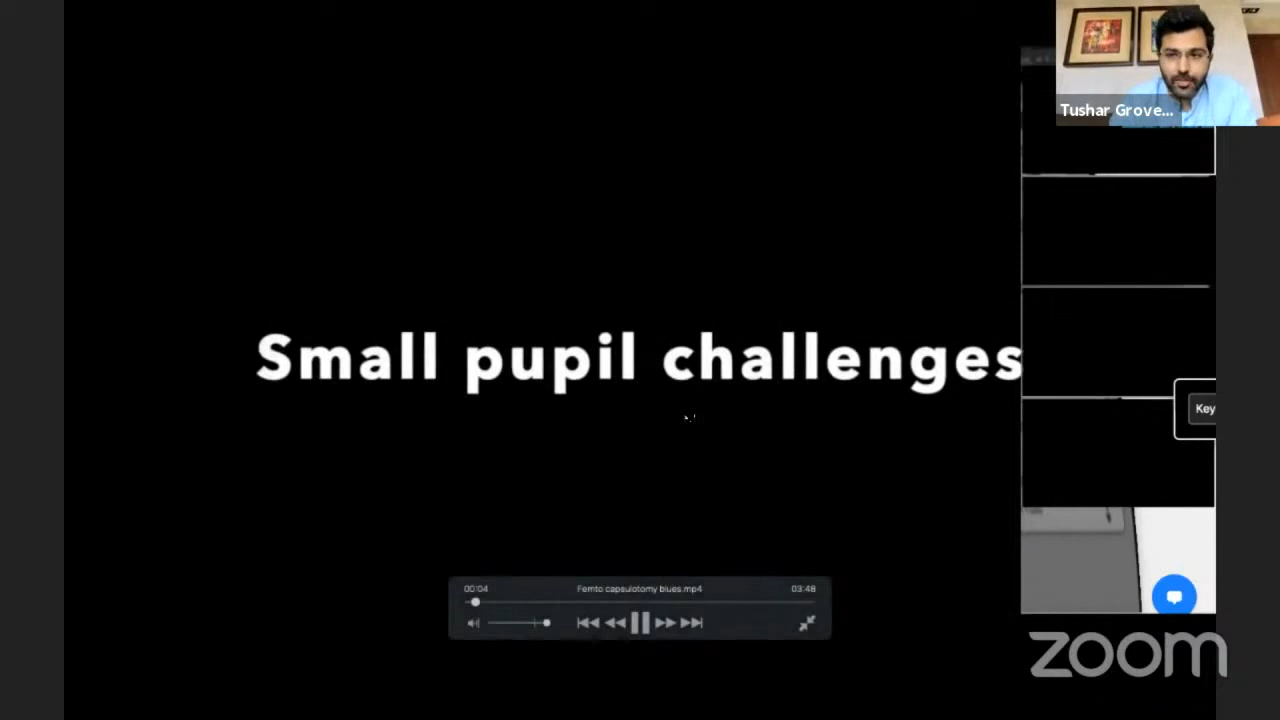 Tushar Grove...
Small pupil challenges
Key
00:04
Femto capsulotomy blues.mp4
03:48
zoom